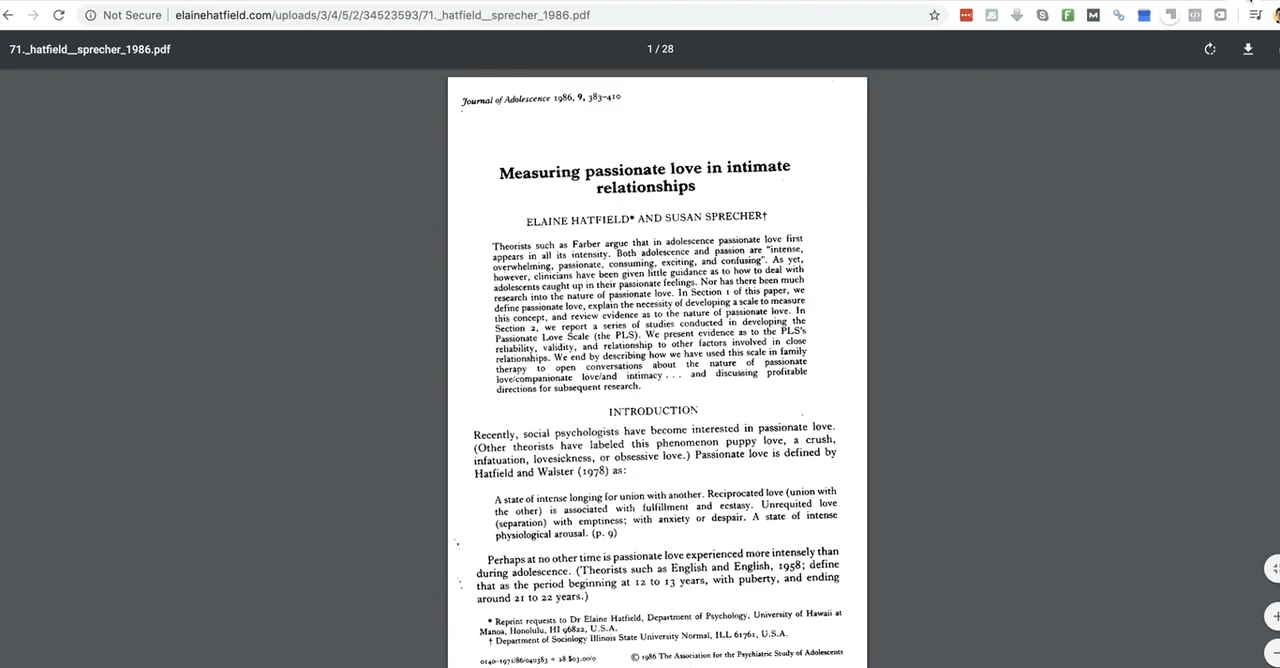 Not Secure | elainehatfield.com/uploads/3/4/5/2/34523593/71._hatfield__sprecher_1986.pdf
71._hatfield__sprecher_1986.pdf
1 / 28
Journal of Adolescence 1986, 9, 383–410
Measuring passionate love in intimate
relationships
ELAINE HATFIELD* AND SUSAN SPRECHER†
Theorists such as Farber argue that in adolescence passionate love first
appears in all its intensity. Both adolescence and passion are "intense,
overwhelming, passionate, consuming, exciting, and confusing". As yet,
however, clinicians have been given little guidance as to how to deal with
adolescents caught up in their passionate feelings. Nor has there been much
research into the nature of passionate love. In Section 1 of this paper, we
define passionate love, explain the necessity of developing a scale to measure
this concept, and review evidence as to the nature of passionate love. In
Section 2, we report a series of studies conducted in developing the
Passionate Love Scale (the PLS). We present evidence as to the PLS's
reliability, validity, and relationship to other factors involved in close
relationships. We end by describing how we have used this scale in family
therapy to open conversations about the nature of passionate
love/companionate love/and intimacy . . . and discussing profitable
directions for subsequent research.
INTRODUCTION
Recently, social psychologists have become interested in passionate love.
(Other theorists have labeled this phenomenon puppy love, a crush,
infatuation, lovesickness, or obsessive love.) Passionate love is defined by
Hatfield and Walster (1978) as:
A state of intense longing for union with another. Reciprocated love (union with
the other) is associated with fulfillment and ecstasy. Unrequited love
(separation) with emptiness; with anxiety or despair. A state of intense
physiological arousal. (p. 9)
Perhaps at no other time is passionate love experienced more intensely than
during adolescence. (Theorists such as English and English, 1958; define
that as the period beginning at 12 to 13 years, with puberty, and ending
around 21 to 22 years.)
* Reprint requests to Dr Elaine Hatfield, Department of Psychology, University of Hawaii at
Manoa, Honolulu, HI 96822, U.S.A.
† Department of Sociology Illinois State University Normal, ILL 61761, U.S.A.
0140-1971/86/040383 + 28 $03.00/0
© 1986 The Association for the Psychiatric Study of Adolescents